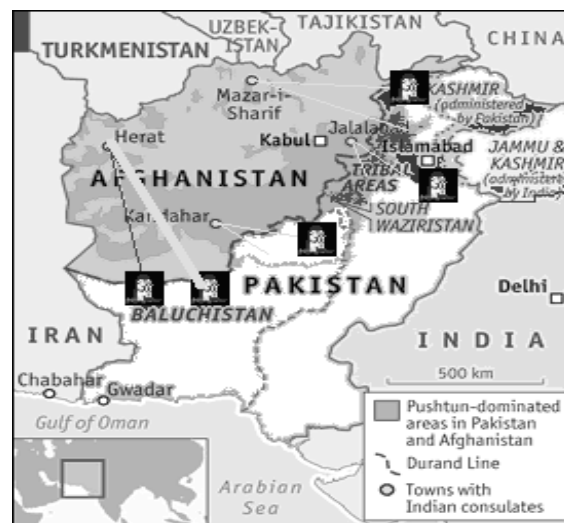 UZBEK-
ISTAN
TAJIKISTAN
TURKMENISTAN
CHINA
Mazar-i-
Sharif
KASHMIR
(administered
by Pakistan)
Herat
Kabul
Jalalabad
Islamabad
JAMMU &
KASHMIR
(administered
by India)
TRIBAL
AREAS
AFGHANISTAN
SOUTH
WAZIRISTAN
Kandahar
PAKISTAN
Delhi
BALUCHISTAN
IRAN
INDIA
500 km
Chabahar
Gwadar
Gulf of Oman
Arabian
Sea
Pushtun-dominated
areas in Pakistan
and Afghanistan
Durand Line
Towns with
Indian consulates